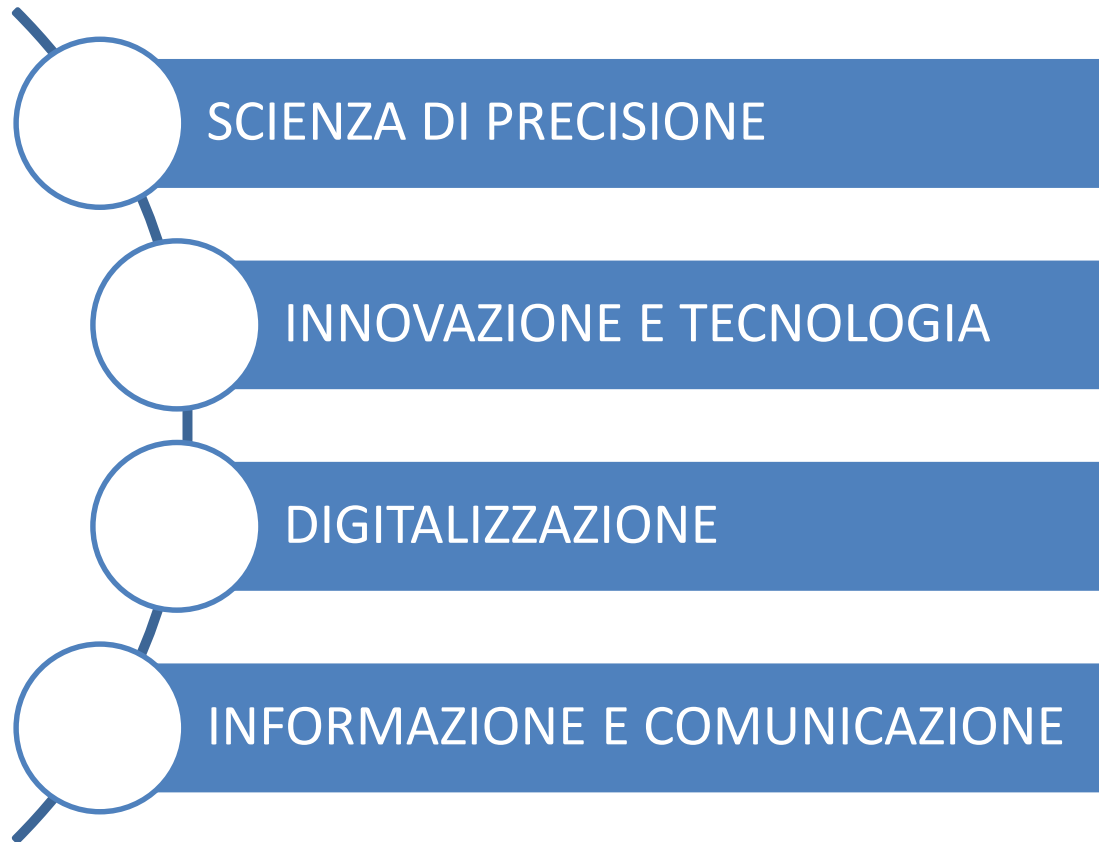 SCIENZA DI PRECISIONE
INNOVAZIONE E TECNOLOGIA
DIGITALIZZAZIONE
INFORMAZIONE E COMUNICAZIONE